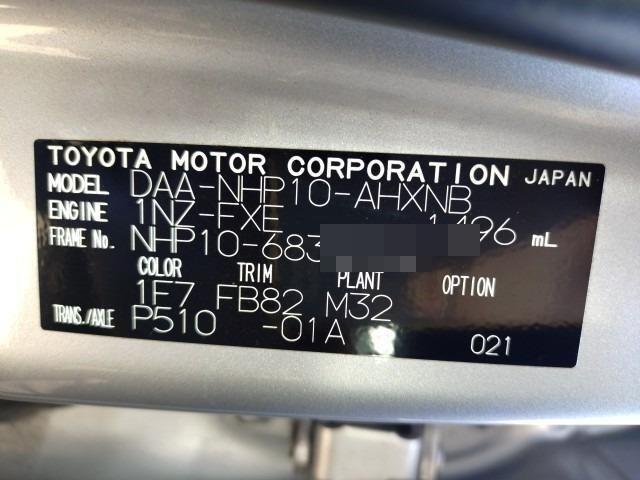 TOYOTA MOTOR CORPORATION JAPAN
MODEL DAA-NHP10-AHXNB
ENGINE 1NZ-FXE 1496 mL
FRAME No. NHP10-683
COLOR TRIM PLANT OPTION
1F7 FB82 M32
TRANS./AXLE P510 -01A 021